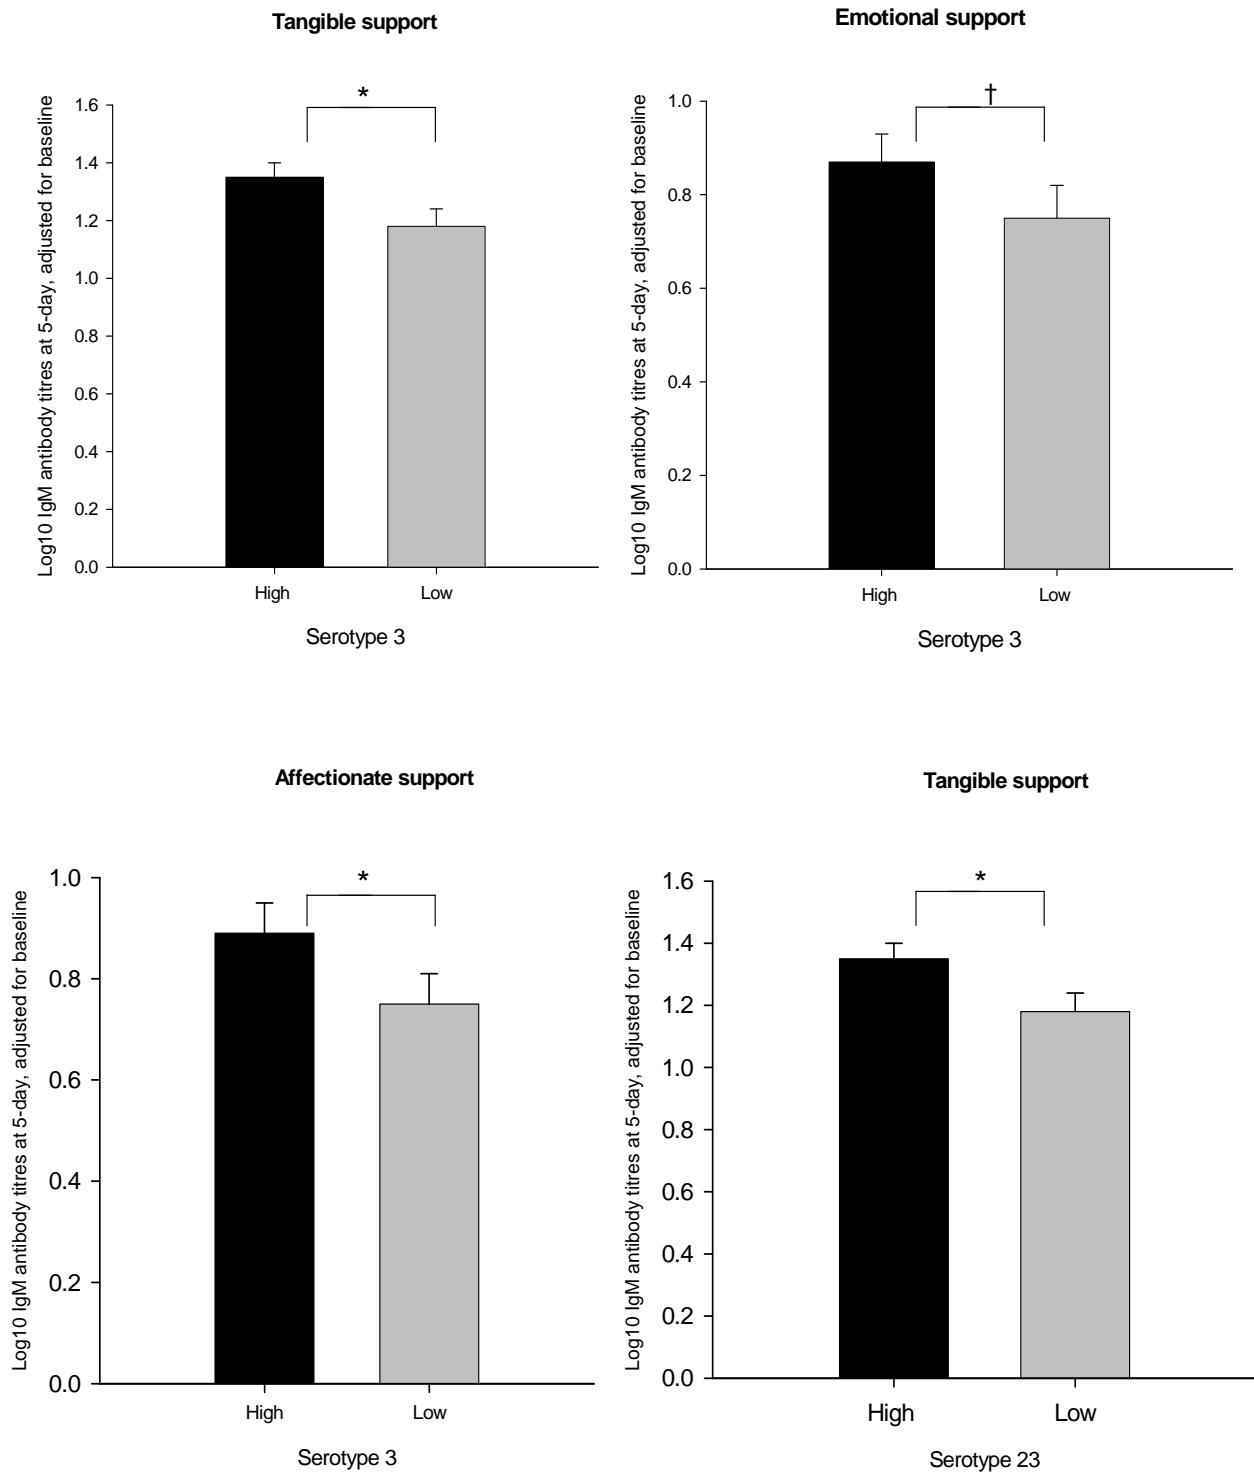 Tangible support
*
Log10 IgM antibody titres at 5-day, adjusted for baseline
1.6
1.4
1.2
1.0
0.8
0.6
0.4
0.2
0.0
High Low
Serotype 3
Emotional support
†
Log10 IgM antibody titres at 5-day, adjusted for baseline
1.0
0.8
0.6
0.4
0.2
0.0
High Low
Serotype 3
Affectionate support
*
Log10 IgM antibody titres at 5-day, adjusted for baseline
1.0
0.8
0.6
0.4
0.2
0.0
High Low
Serotype 3
Tangible support
*
Log10 IgM antibody titres at 5-day, adjusted for baseline
1.6
1.4
1.2
1.0
0.8
0.6
0.4
0.2
0.0
High Low
Serotype 23